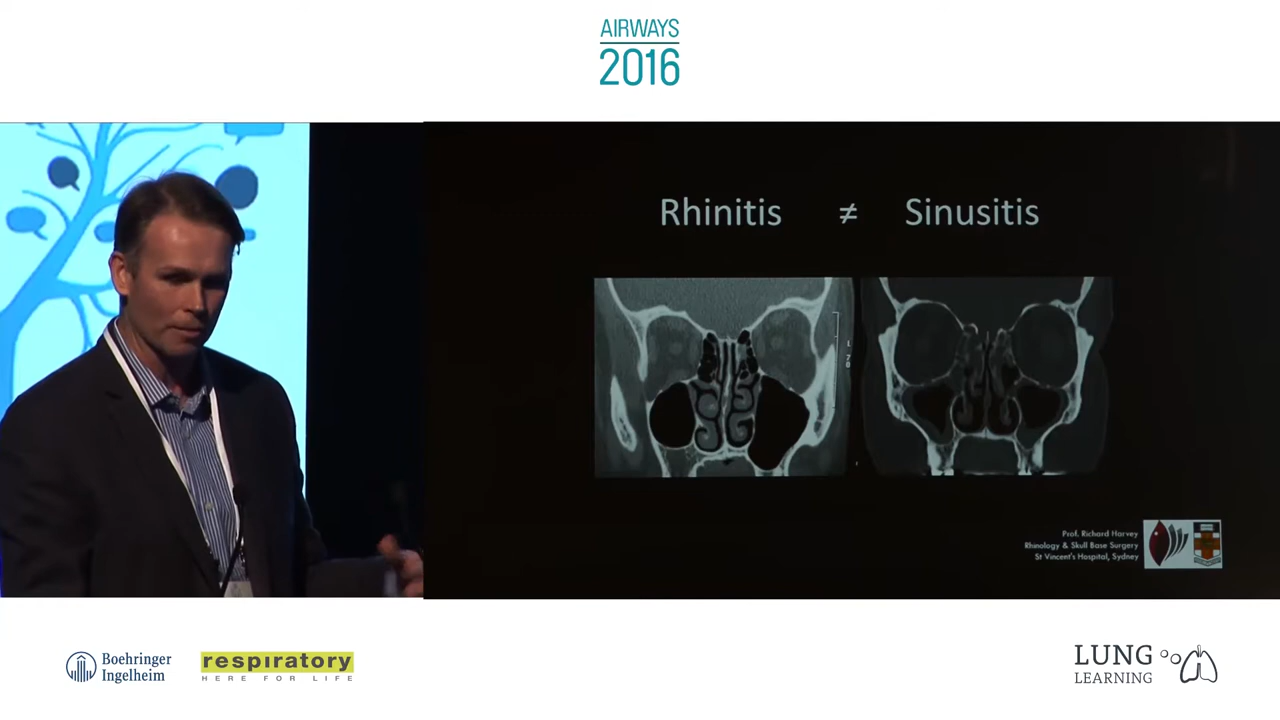 AIRWAYS
2016
Rhinitis ≠ Sinusitis
L
Prof. Richard Harvey
Rhinology & Skull Base Surgery
St Vincent's Hospital, Sydney
Boehringer
Ingelheim
respiratory
HERE FOR LIFE
LUNG
LEARNING